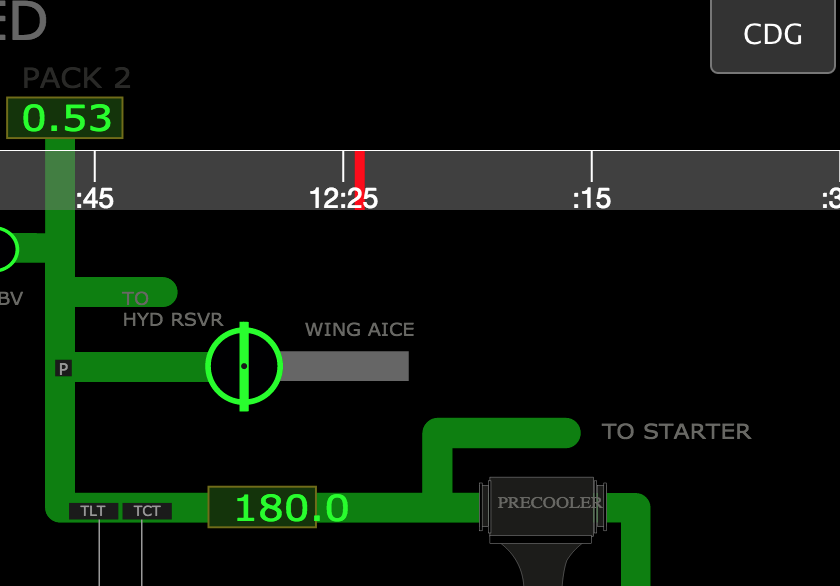 ED
CDG
PACK 2
0.53
:45
12:25
:15
:3
BV
TO
HYD RSVR
WING AICE
P
TO STARTER
PRECOOLER
TLT
TCT
180.0